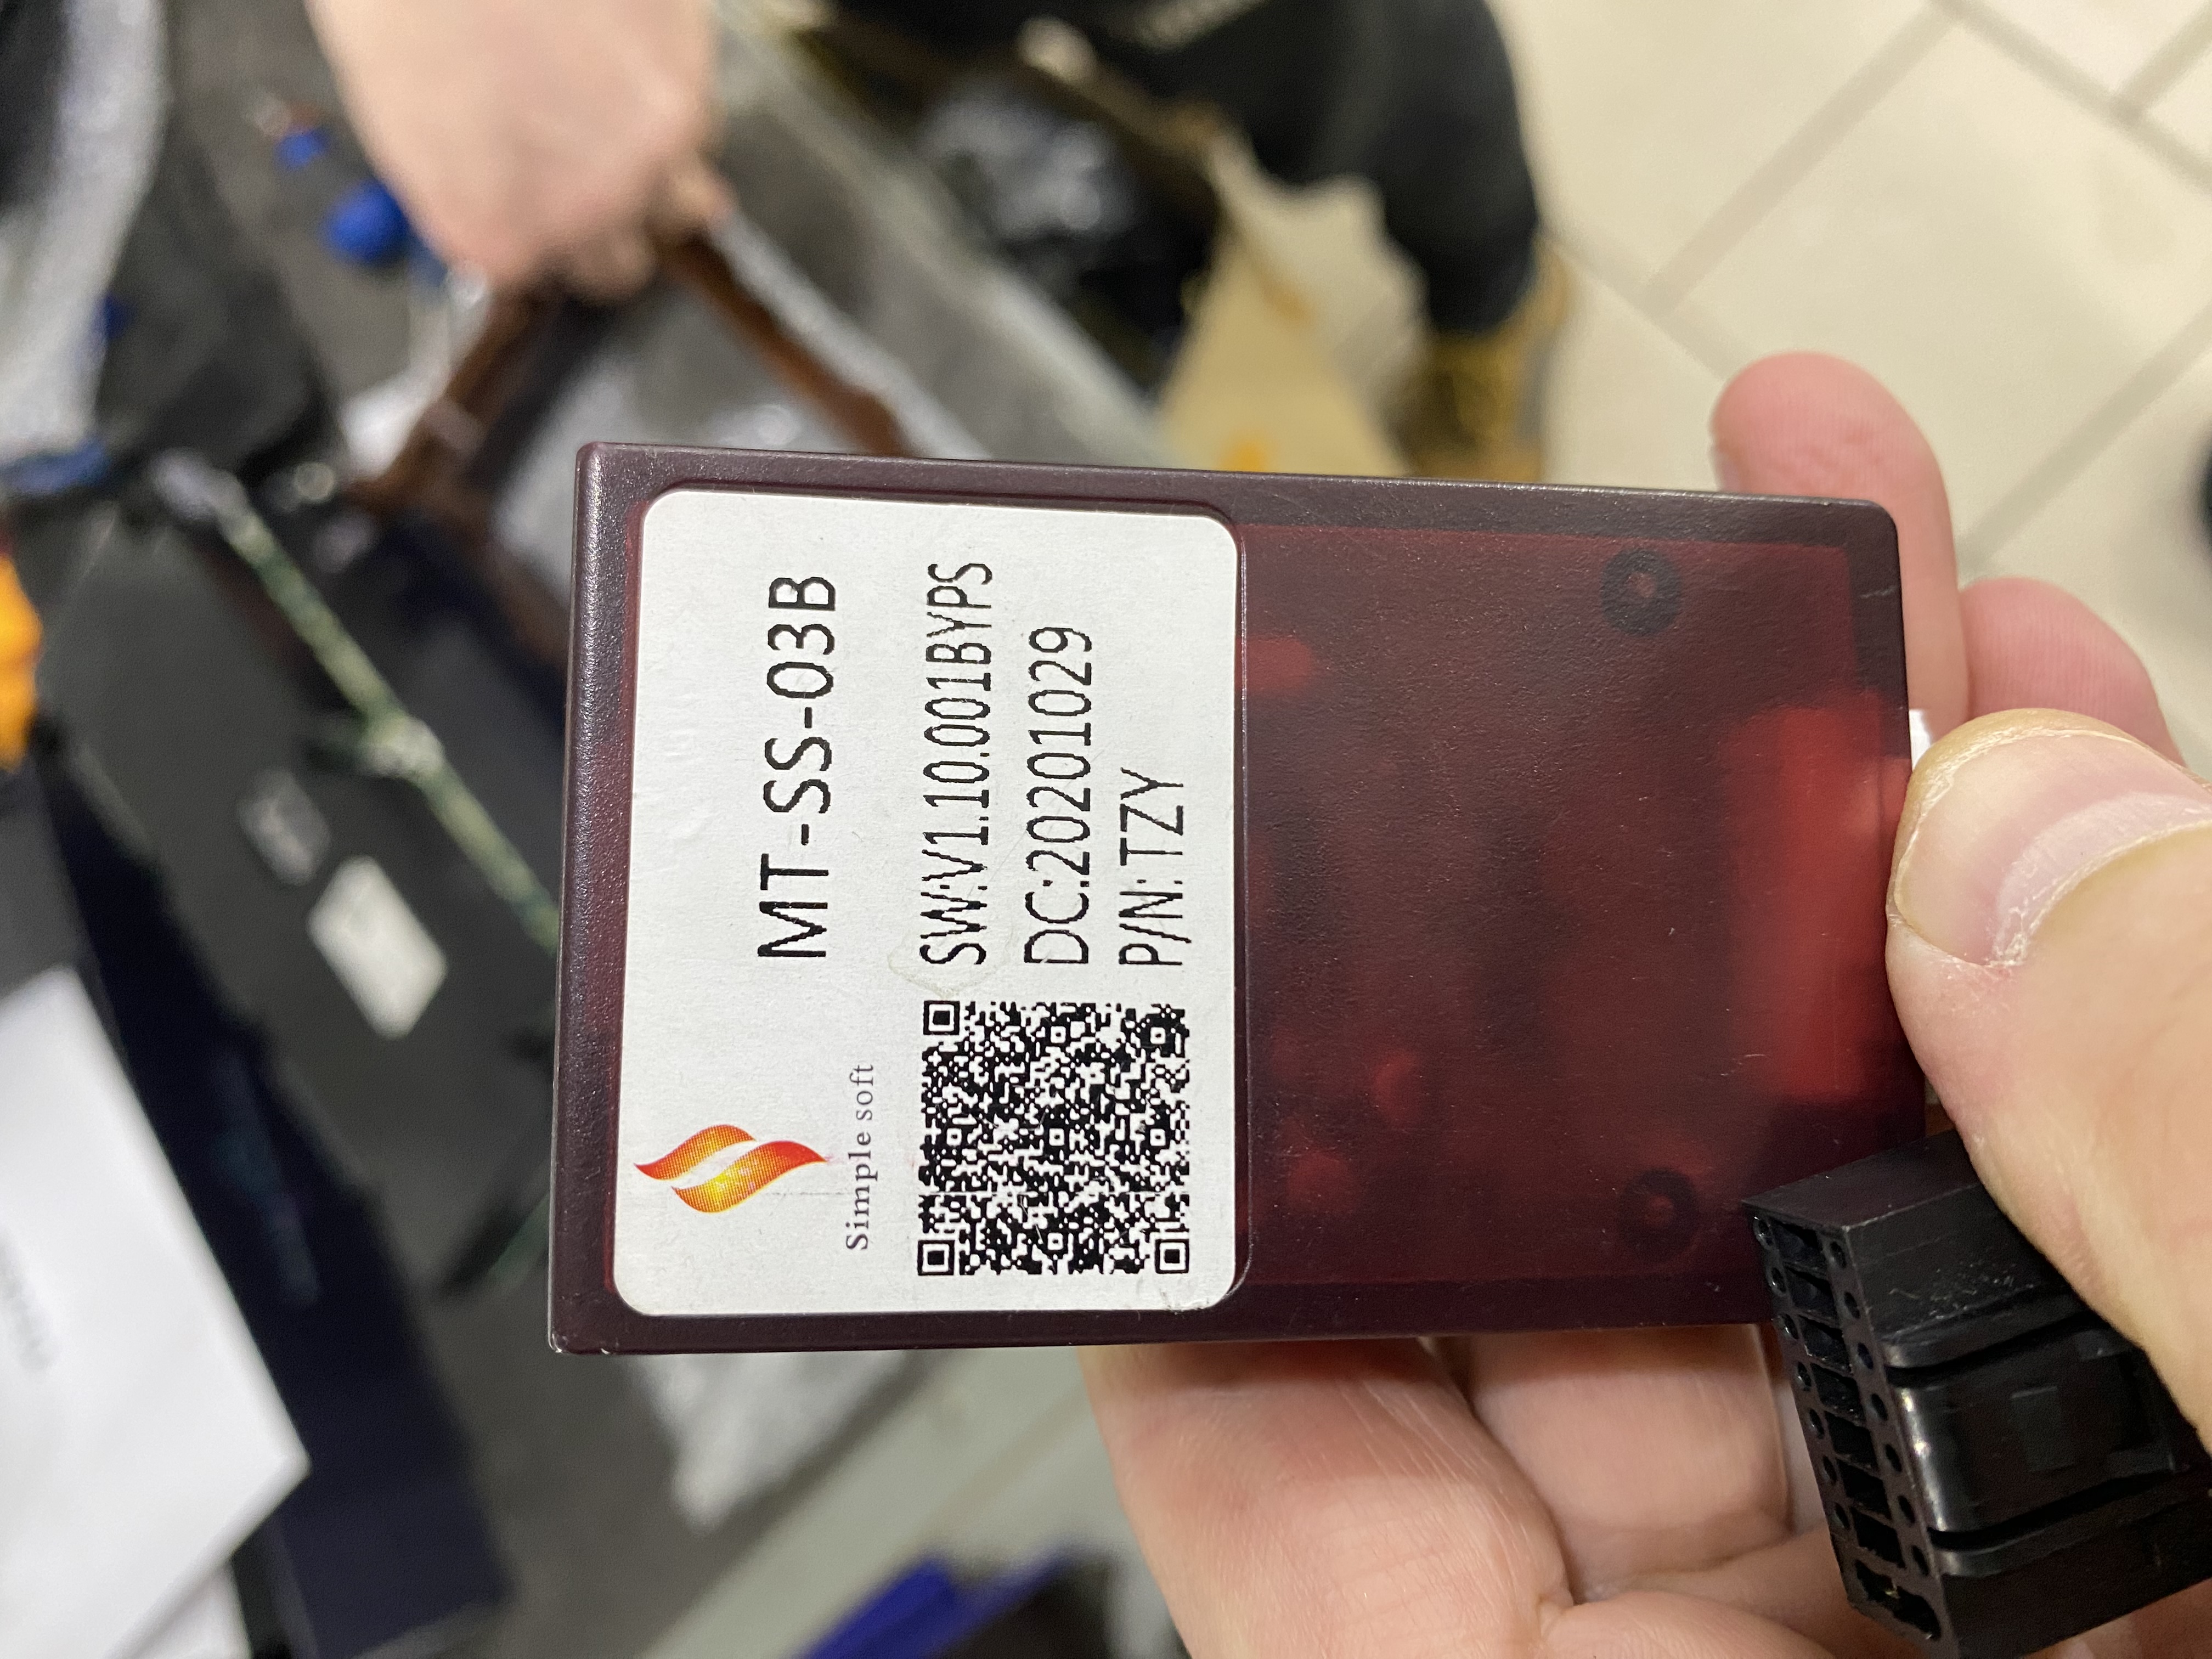 MT-SS-03B
Simple soft
SW:V1.10.001BYPS
DC:20201029
P/N:TZY